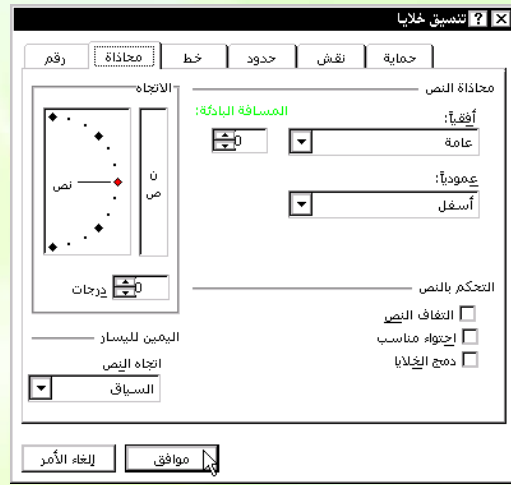 تنسيق خلايا
رقم
محاذاة
خط
حدود
نقش
حماية
محاذاة النص
أفقياً:
عامة
المسافة البادئة:
0
عمودياً:
أسفل
التحكم بالنص
التفاف النص
احتواء مناسب
دمج الخلايا
الاتجاه
ن
ص
نص
0 درجات
اليمين لليسار
اتجاه النص
السياق
موافق
إلغاء الأمر